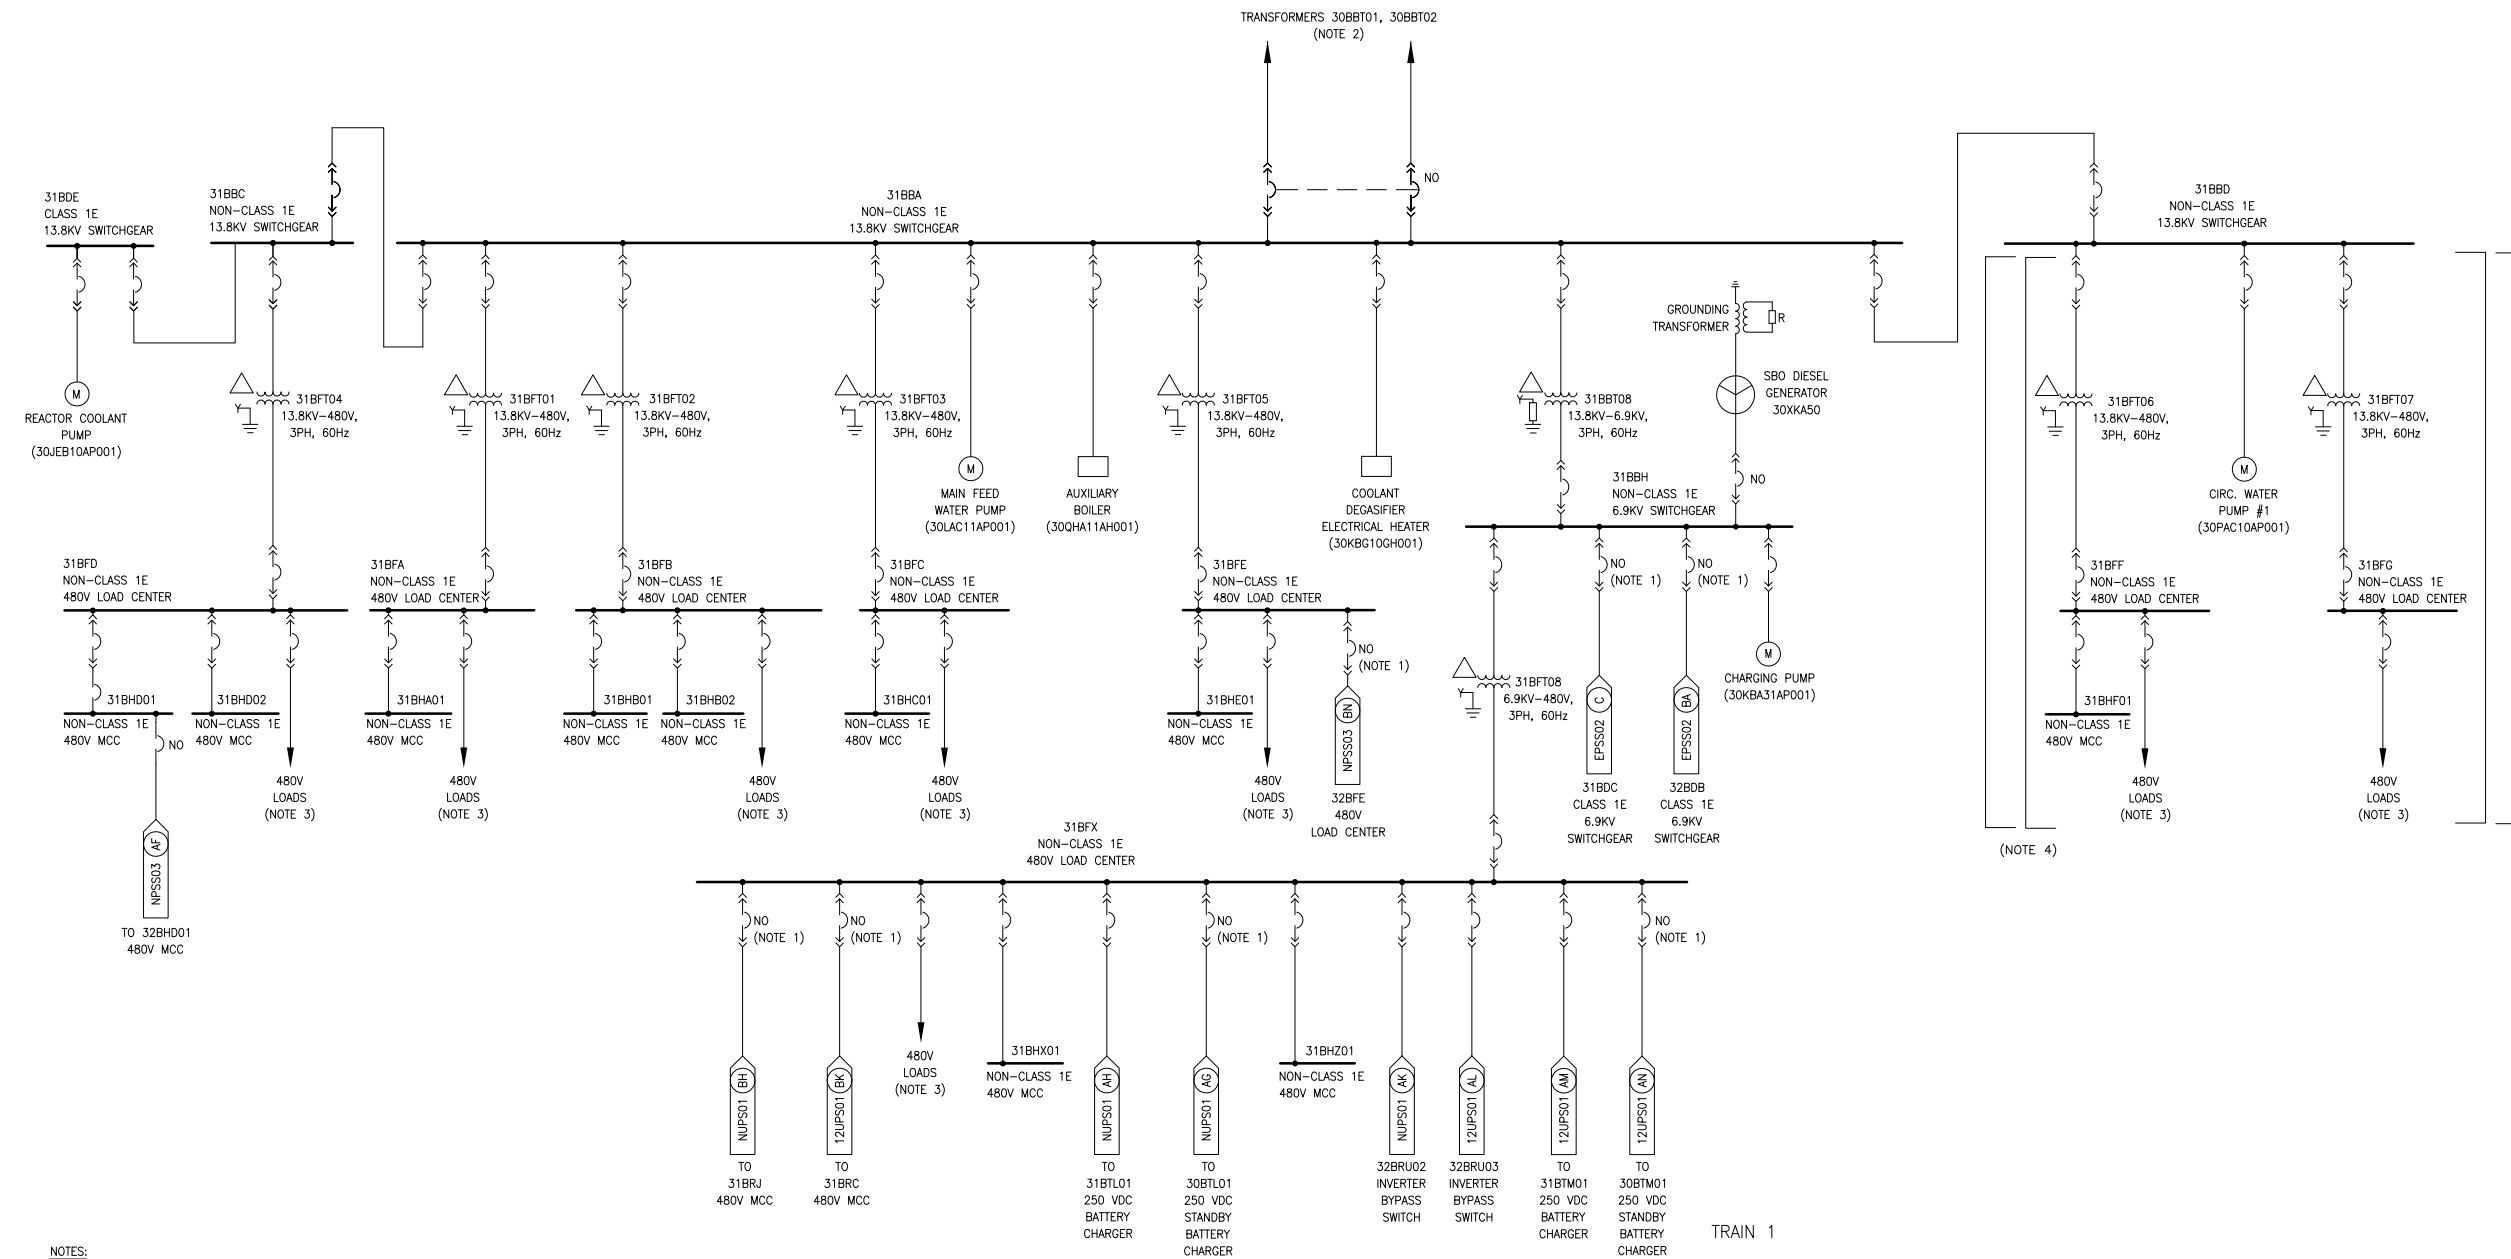 TRANSFORMERS 30BBT01, 30BBT02
(NOTE 2)
NO
31BDE
CLASS 1E
13.8KV SWITCHGEAR
31BBC
NON-CLASS 1E
13.8KV SWITCHGEAR
31BBA
NON-CLASS 1E
13.8KV SWITCHGEAR
31BBD
NON-CLASS 1E
13.8KV SWITCHGEAR
M
REACTOR COOLANT
PUMP
(30JEB10AP001)
Y
31BFT04
13.8KV-480V,
3PH, 60Hz
Y
31BFT01
13.8KV-480V,
3PH, 60Hz
Y
31BFT02
13.8KV-480V,
3PH, 60Hz
Y
31BFT03
13.8KV-480V,
3PH, 60Hz
M
MAIN FEED
WATER PUMP
(30LAC11AP001)
AUXILIARY
BOILER
(30QHA11AH001)
Y
31BFT05
13.8KV-480V,
3PH, 60Hz
COOLANT
DEGASIFIER
ELECTRICAL HEATER
(30KBG10GH001)
Y
31BBT08
13.8KV-6.9KV,
3PH, 60Hz
GROUNDING
TRANSFORMER
R
SBO DIESEL
GENERATOR
30XKA50
NO
31BBH
NON-CLASS 1E
6.9KV SWITCHGEAR
Y
31BFT06
13.8KV-480V,
3PH, 60Hz
M
CIRC. WATER
PUMP #1
(30PAC10AP001)
Y
31BFT07
13.8KV-480V,
3PH, 60Hz
31BFD
NON-CLASS 1E
480V LOAD CENTER
31BFA
NON-CLASS 1E
480V LOAD CENTER
31BFB
NON-CLASS 1E
480V LOAD CENTER
31BFC
NON-CLASS 1E
480V LOAD CENTER
31BFE
NON-CLASS 1E
480V LOAD CENTER
31BFF
NON-CLASS 1E
480V LOAD CENTER
31BFG
NON-CLASS 1E
480V LOAD CENTER
31BHD01
NON-CLASS 1E
480V MCC
NO
AF
NPSS03
TO 32BHD01
480V MCC
31BHD02
NON-CLASS 1E
480V MCC
480V
LOADS
(NOTE 3)
31BHA01
NON-CLASS 1E
480V MCC
480V
LOADS
(NOTE 3)
31BHB01
NON-CLASS 1E
480V MCC
31BHB02
NON-CLASS 1E
480V MCC
480V
LOADS
(NOTE 3)
31BHC01
NON-CLASS 1E
480V MCC
480V
LOADS
(NOTE 3)
31BHE01
NON-CLASS 1E
480V MCC
480V
LOADS
(NOTE 3)
NO
(NOTE 1)
BN
NPSS03
32BFE
480V
LOAD CENTER
Y
31BFT08
6.9KV-480V,
3PH, 60Hz
NO
(NOTE 1)
C
EPSS02
31BDC
CLASS 1E
6.9KV
SWITCHGEAR
NO
(NOTE 1)
BA
EPSS02
32BDB
CLASS 1E
6.9KV
SWITCHGEAR
M
CHARGING PUMP
(30KBA31AP001)
31BHF01
NON-CLASS 1E
480V MCC
480V
LOADS
(NOTE 3)
480V
LOADS
(NOTE 3)
(NOTE 4)
31BFX
NON-CLASS 1E
480V LOAD CENTER
NO
(NOTE 1)
BH
NUPS01
TO
31BRJ
480V MCC
NO
(NOTE 1)
BK
12UPS01
TO
31BRC
480V MCC
480V
LOADS
(NOTE 3)
31BHX01
NON-CLASS 1E
480V MCC
AH
NUPS01
TO
31BTL01
250 VDC
BATTERY
CHARGER
NO
(NOTE 1)
AG
NUPS01
TO
30BTL01
250 VDC
STANDBY
BATTERY
CHARGER
31BHZ01
NON-CLASS 1E
480V MCC
AK
NUPS01
32BRU02
INVERTER
BYPASS
SWITCH
AL
12UPS01
32BRU03
INVERTER
BYPASS
SWITCH
AM
12UPS01
TO
31BTM01
250 VDC
BATTERY
CHARGER
NO
(NOTE 1)
AN
12UPS01
TO
30BTM01
250 VDC
STANDBY
BATTERY
CHARGER
TRAIN 1
NOTES: